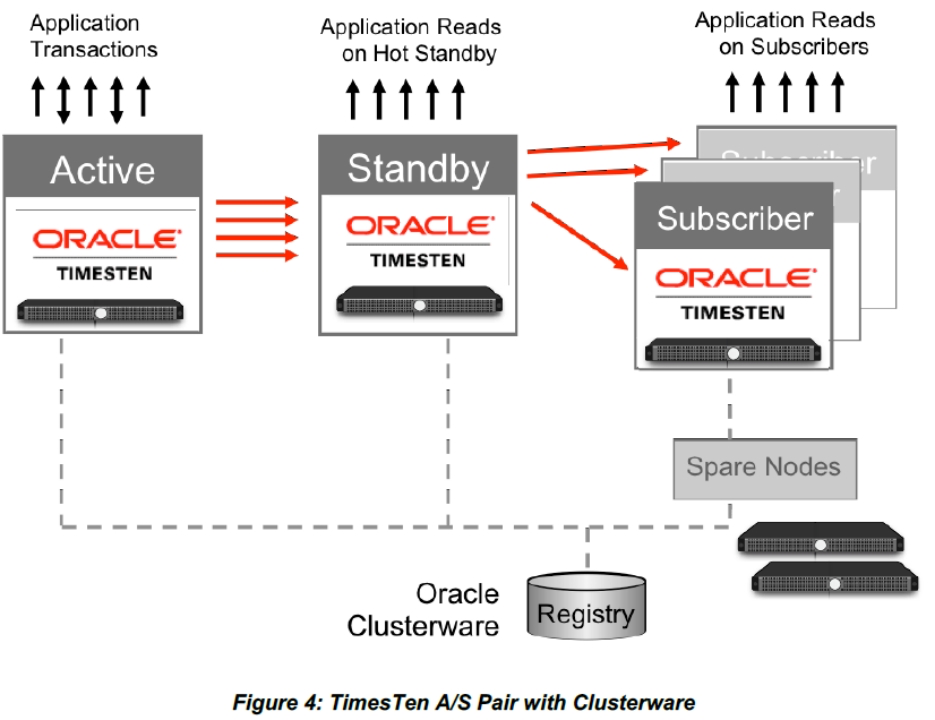 Application
Transactions
Application Reads
on Hot Standby
Application Reads
on Subscribers
Active
ORACLE
TIMESTEN
Standby
ORACLE
TIMESTEN
Subscriber
Subscriber
ORACLE
TIMESTEN
Spare Nodes
Oracle
Clusterware
Registry
Figure 4: TimesTen A/S Pair with Clusterware